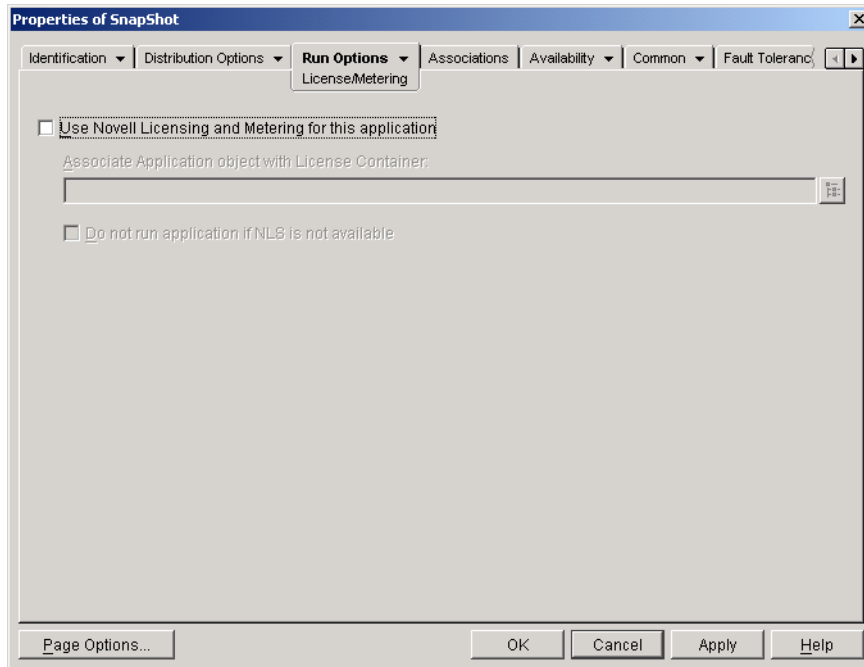 Properties of SnapShot
Identification
Distribution Options
Run Options
Associations
Availability
Common
Fault Toleranc
License/Metering
Use Novell Licensing and Metering for this application
Associate Application object with License Container:
Do not run application if NLS is not available
Page Options...
OK
Cancel
Apply
Help